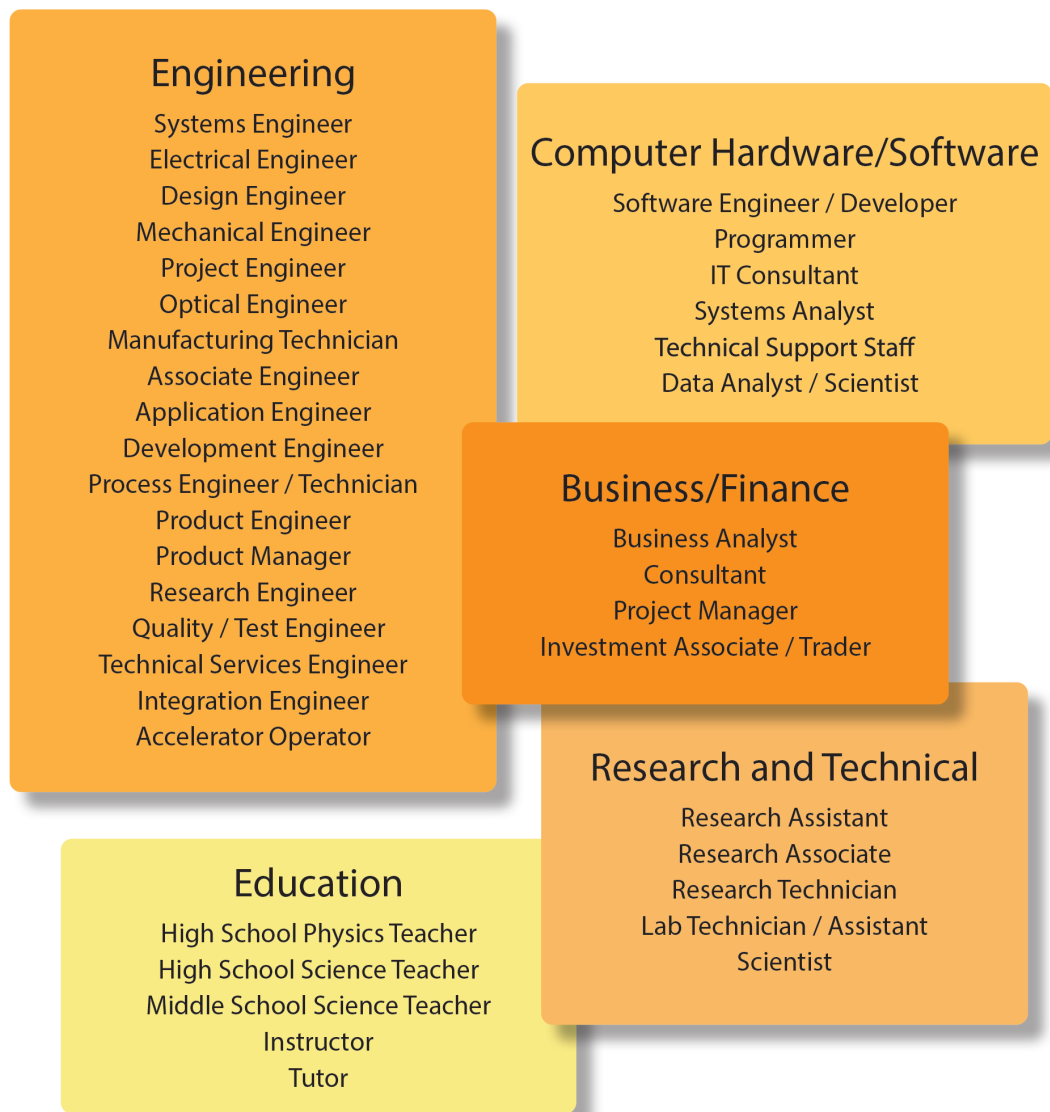 Engineering
Systems Engineer
Electrical Engineer
Design Engineer
Mechanical Engineer
Project Engineer
Optical Engineer
Manufacturing Technician
Associate Engineer
Application Engineer
Development Engineer
Process Engineer / Technician
Product Engineer
Product Manager
Research Engineer
Quality / Test Engineer
Technical Services Engineer
Integration Engineer
Accelerator Operator
Computer Hardware/Software
Software Engineer / Developer
Programmer
IT Consultant
Systems Analyst
Technical Support Staff
Data Analyst / Scientist
Business/Finance
Business Analyst
Consultant
Project Manager
Investment Associate / Trader
Research and Technical
Research Assistant
Research Associate
Research Technician
Lab Technician / Assistant
Scientist
Education
High School Physics Teacher
High School Science Teacher
Middle School Science Teacher
Instructor
Tutor